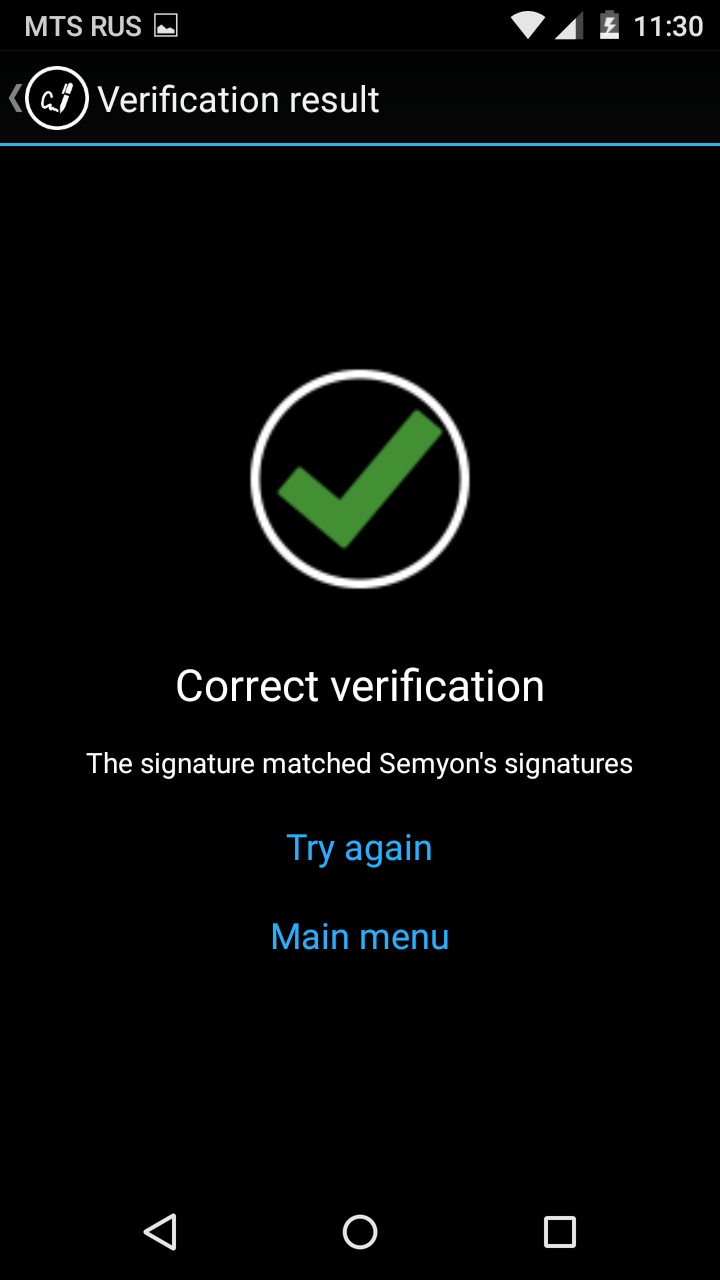 MTS RUS 11:30
Verification result
Correct verification
The signature matched Semyon's signatures
Try again
Main menu